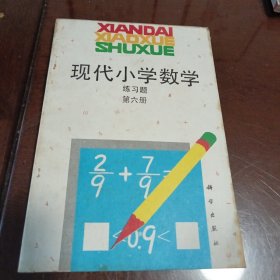 XIANDAI
XIAOXUE
SHUXUE
现代小学数学
练习题
第六册
2/9 + 7/9 =
<0.9<
科学出版社